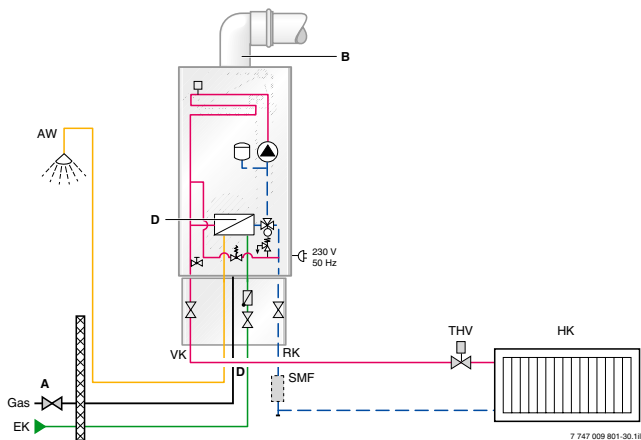 B
AW
D
230 V
50 Hz
THV
HK
VK
RK
D
SMF
A
Gas
EK
7 747 009 801-30.1il